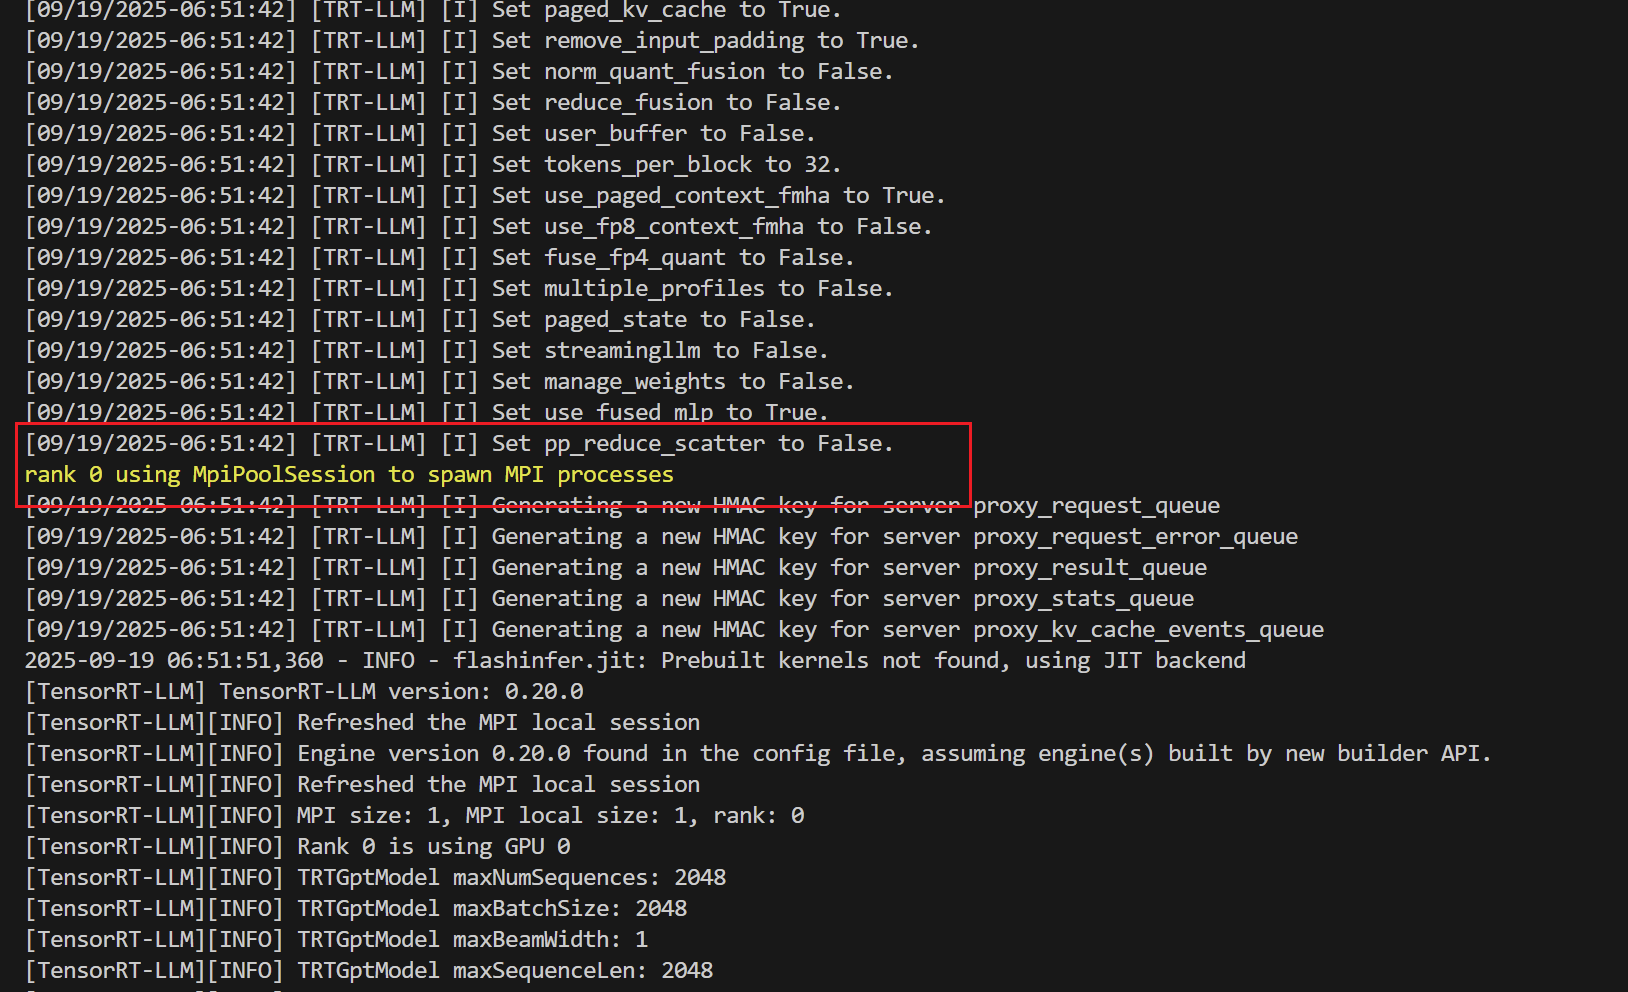 [09/19/2025-06:51:42] [TRT-LLM] [I] Set paged_kv_cache to True.
[09/19/2025-06:51:42] [TRT-LLM] [I] Set remove_input_padding to True.
[09/19/2025-06:51:42] [TRT-LLM] [I] Set norm_quant_fusion to False.
[09/19/2025-06:51:42] [TRT-LLM] [I] Set reduce_fusion to False.
[09/19/2025-06:51:42] [TRT-LLM] [I] Set user_buffer to False.
[09/19/2025-06:51:42] [TRT-LLM] [I] Set tokens_per_block to 32.
[09/19/2025-06:51:42] [TRT-LLM] [I] Set use_paged_context_fmha to True.
[09/19/2025-06:51:42] [TRT-LLM] [I] Set use_fp8_context_fmha to False.
[09/19/2025-06:51:42] [TRT-LLM] [I] Set fuse_fp4_quant to False.
[09/19/2025-06:51:42] [TRT-LLM] [I] Set multiple_profiles to False.
[09/19/2025-06:51:42] [TRT-LLM] [I] Set paged_state to False.
[09/19/2025-06:51:42] [TRT-LLM] [I] Set streamingllm to False.
[09/19/2025-06:51:42] [TRT-LLM] [I] Set manage_weights to False.
[09/19/2025-06:51:42] [TRT-LLM] [I] Set use_fused_mlp to True.
[09/19/2025-06:51:42] [TRT-LLM] [I] Set pp_reduce_scatter to False.
rank 0 using MpiPoolSession to spawn MPI processes
[09/19/2025-06:51:42] [TRT-LLM] [I] Generating a new HMAC key for server proxy_request_queue
[09/19/2025-06:51:42] [TRT-LLM] [I] Generating a new HMAC key for server proxy_request_error_queue
[09/19/2025-06:51:42] [TRT-LLM] [I] Generating a new HMAC key for server proxy_result_queue
[09/19/2025-06:51:42] [TRT-LLM] [I] Generating a new HMAC key for server proxy_stats_queue
[09/19/2025-06:51:42] [TRT-LLM] [I] Generating a new HMAC key for server proxy_kv_cache_events_queue
2025-09-19 06:51:51,360 - INFO - flashinfer.jit: Prebuilt kernels not found, using JIT backend
[TensorRT-LLM] TensorRT-LLM version: 0.20.0
[TensorRT-LLM][INFO] Refreshed the MPI local session
[TensorRT-LLM][INFO] Engine version 0.20.0 found in the config file, assuming engine(s) built by new builder API.
[TensorRT-LLM][INFO] Refreshed the MPI local session
[TensorRT-LLM][INFO] MPI size: 1, MPI local size: 1, rank: 0
[TensorRT-LLM][INFO] Rank 0 is using GPU 0
[TensorRT-LLM][INFO] TRTGptModel maxNumSequences: 2048
[TensorRT-LLM][INFO] TRTGptModel maxBatchSize: 2048
[TensorRT-LLM][INFO] TRTGptModel maxBeamWidth: 1
[TensorRT-LLM][INFO] TRTGptModel maxSequenceLen: 2048